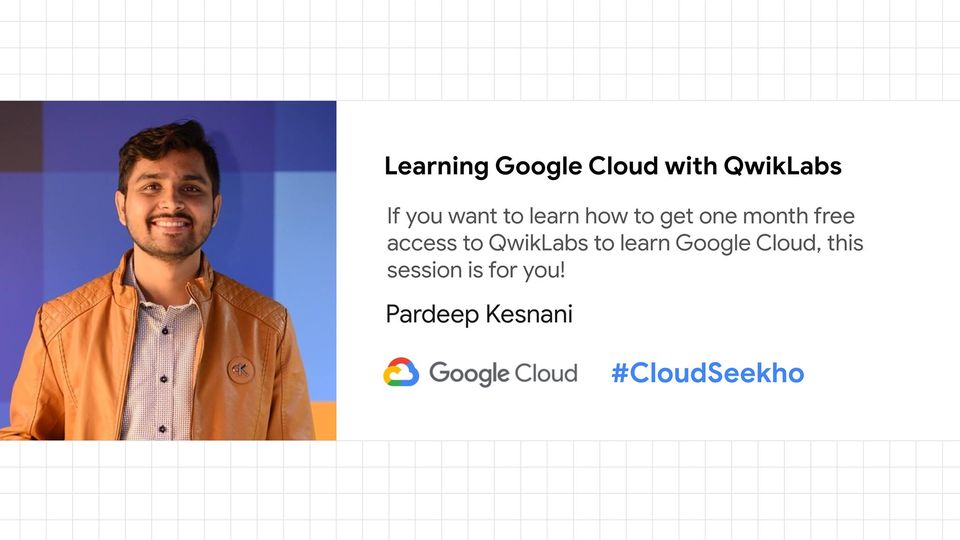 Learning Google Cloud with QwikLabs
If you want to learn how to get one month free
access to QwikLabs to learn Google Cloud, this
session is for you!
Pardeep Kesnani
Google Cloud #CloudSeekho